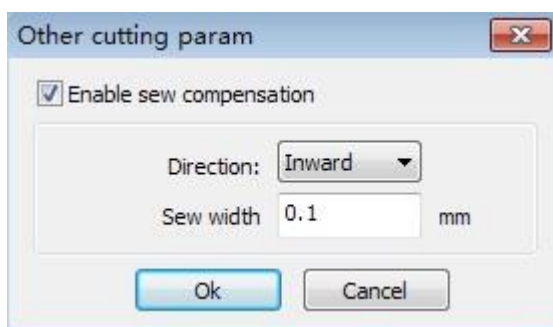 Other cutting param
Enable sew compensation
Direction: Inward
Sew width 0.1 mm
Ok Cancel